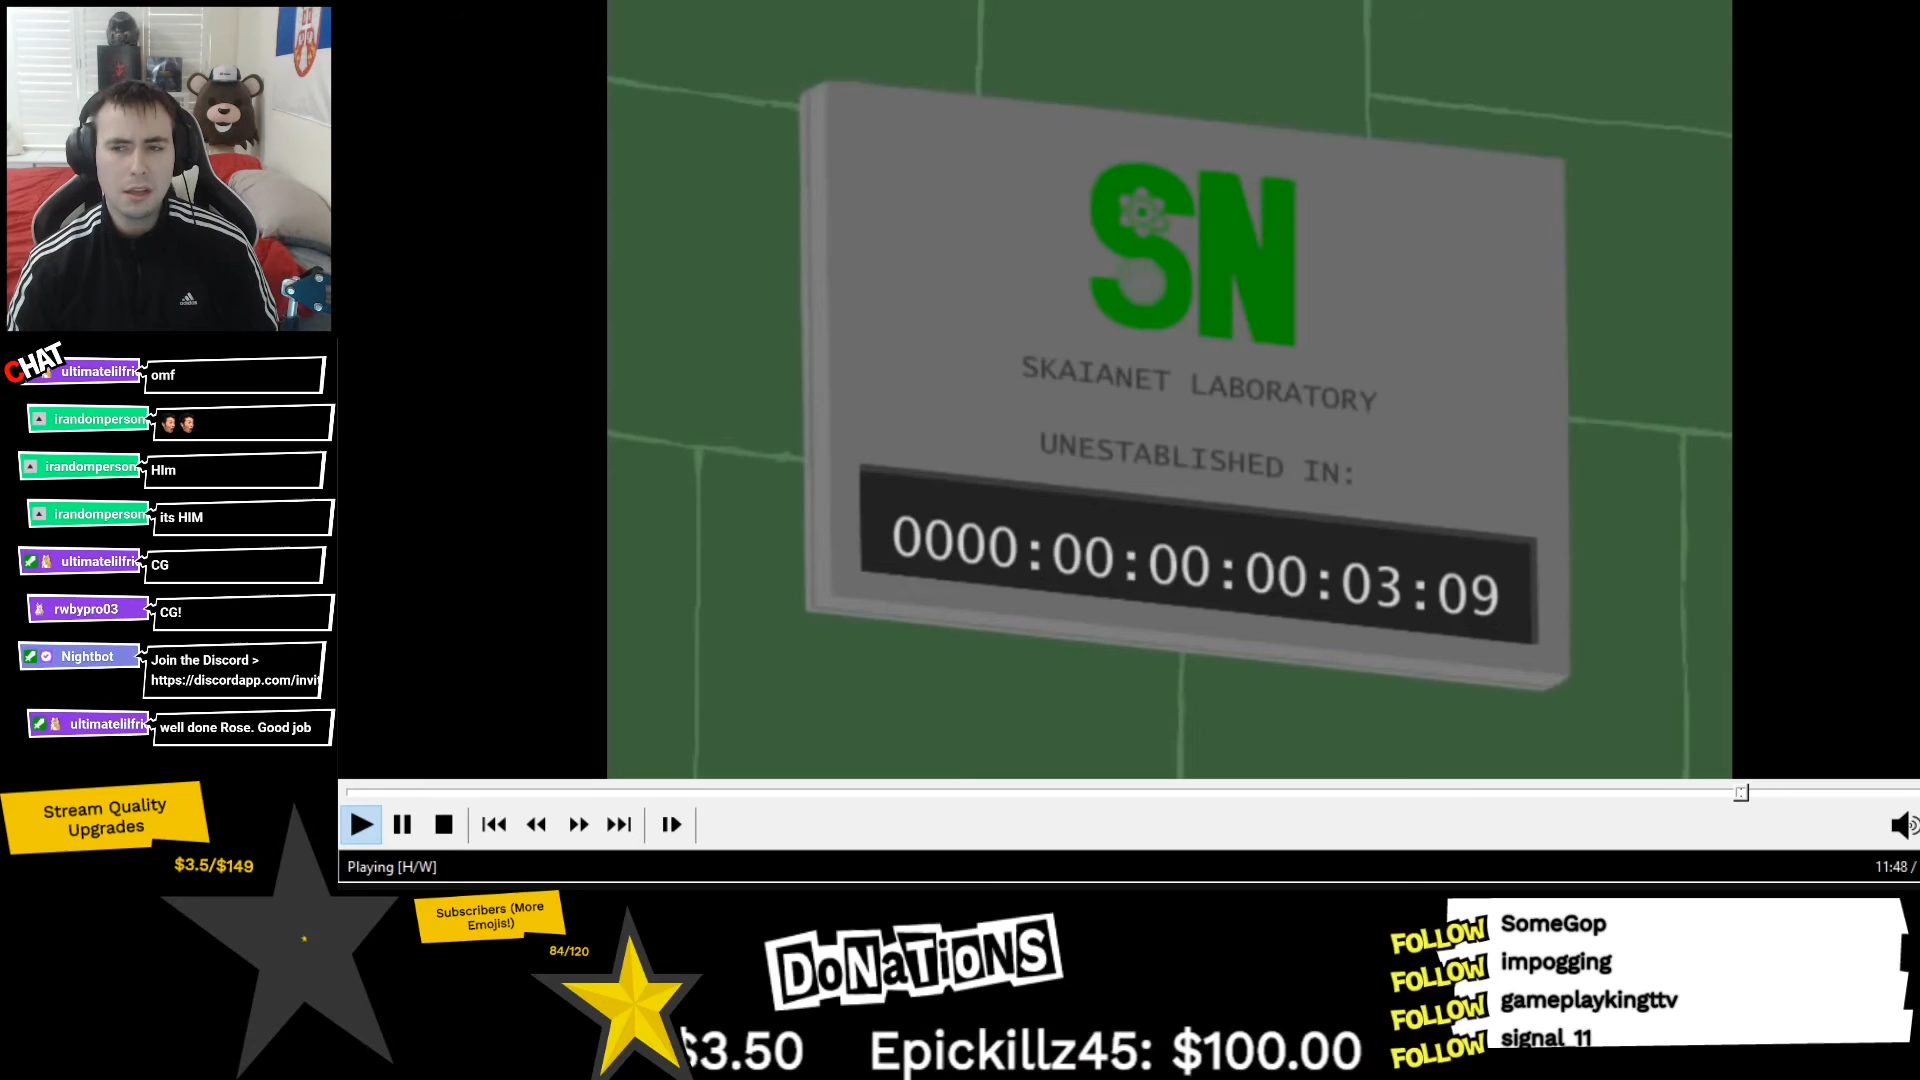 SN
SKAIANET LABORATORY
UNESTABLISHED IN:
0000:00:00:00:03:09
adidas
CHAT
ultimatelilfri
omf
irandomperson
irandomperson
HIm
irandomperson
its HIM
ultimatelilfri
CG
rwbypro03
CG!
Nightbot
Join the Discord >
https://discordapp.com/invit
ultimatelilfri
well done Rose. Good job
Playing [H/W]
11:48 /
Stream Quality
Upgrades
$3.5/$149
Subscribers (More
Emojis!)
84/120
DoNaTiONS
$3.50 Epickillz45: $100.00
FOLLOW SomeGop
FOLLOW impogging
FOLLOW gameplaykingttv
FOLLOW signal_11